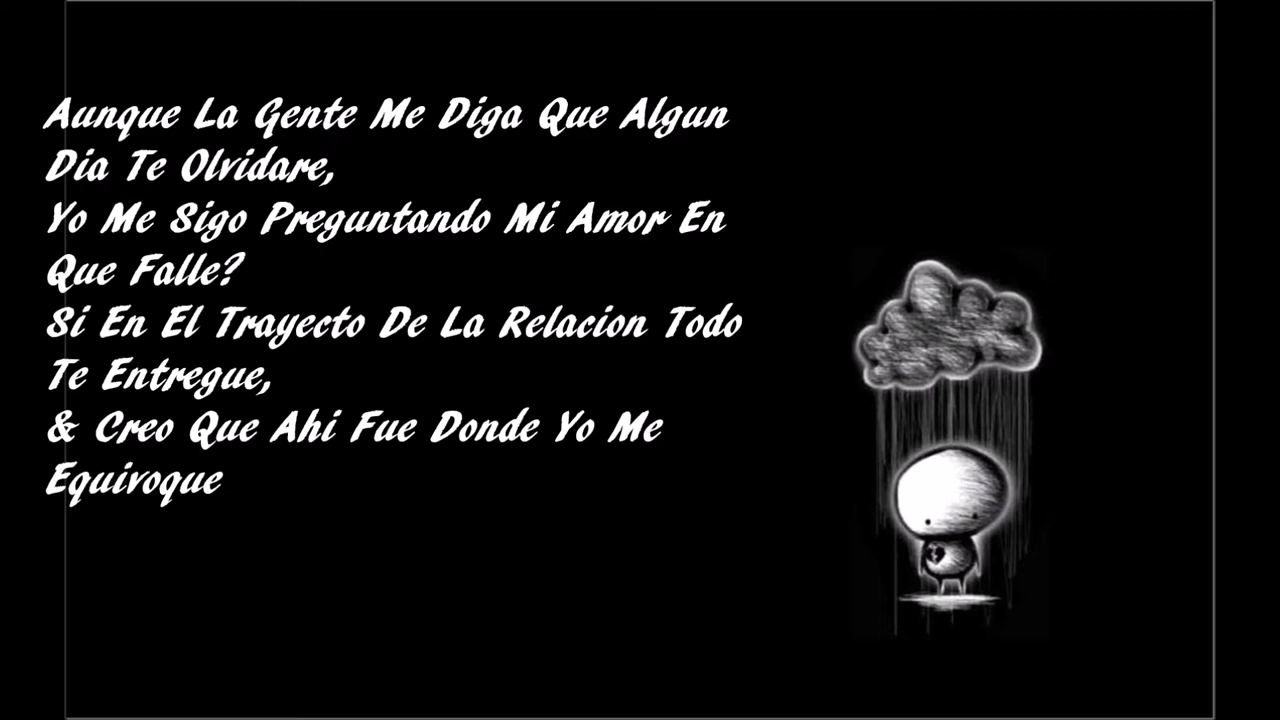 Aunque La Gente Me Diga Que Algun
Dia Te Olvidare,
Yo Me Sigo Preguntando Mi Amor En
Que Falle?
Si En El Trayecto De La Relacion Todo
Te Entregue,
& Creo Que Ahi Fue Donde Yo Me
Equivoque